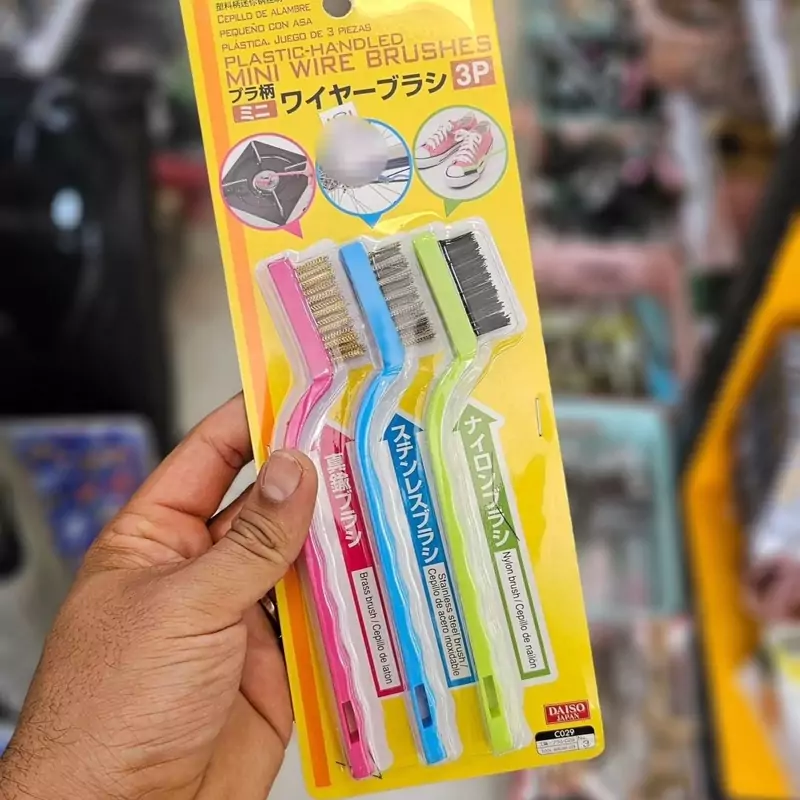 CEPILLO DE ALAMBRE
PEQUEÑO CON ASA
PLÁSTICA, JUEGO DE 3 PIEZAS
PLASTIC-HANDLED
MINI WIRE BRUSHES
プラ柄
ミニ
ワイヤーブラシ
3P
真鍮ブラシ
Brass brush / Cepillo de latón
ステンレスブラシ
Stainless steel brush /
Cepillo de acero inoxidable
ナイロンブラシ
Nylon brush / Cepillo de nailón
DAISO
JAPAN
C029